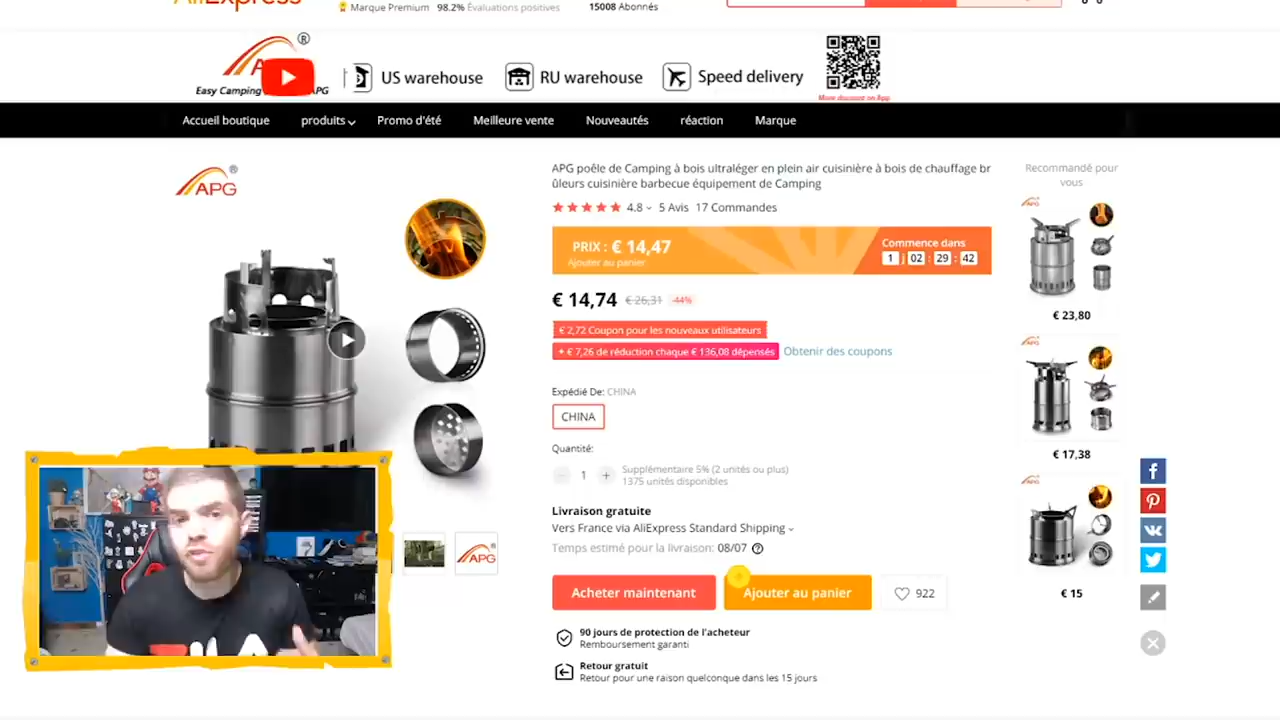 AliExpress
Marque Premium 98.2% Évaluations positives
15008 Abonnés
Easy Camping
APG
US warehouse
RU warehouse
Speed delivery
More discount on App
Accueil boutique produits Promo d'été Meilleure vente Nouveautés réaction Marque
APG
APG poêle de Camping à bois ultraléger en plein air cuisinière à bois de chauffage br
ûleurs cuisinière barbecue équipement de Camping
4.8 5 Avis 17 Commandes
PRIX : € 14,47
Ajouter au panier
Commence dans
1 j 02 : 29 : 42
€ 14,74 € 26,31 -44%
€ 2,72 Coupon pour les nouveaux utilisateurs
+ € 7,26 de réduction chaque € 136,08 dépensés Obtenir des coupons
Expédié De: CHINA
CHINA
Quantité:
1
Supplémentaire 5% (2 unités ou plus)
1375 unités disponibles
Livraison gratuite
Vers France via AliExpress Standard Shipping
Temps estimé pour la livraison: 08/07
Acheter maintenant
Ajouter au panier
922
90 jours de protection de l'acheteur
Remboursement garanti
Retour gratuit
Retour pour une raison quelconque dans les 15 jours
APG
Recommandé pour
vous
€ 23,80
€ 17,38
€ 15